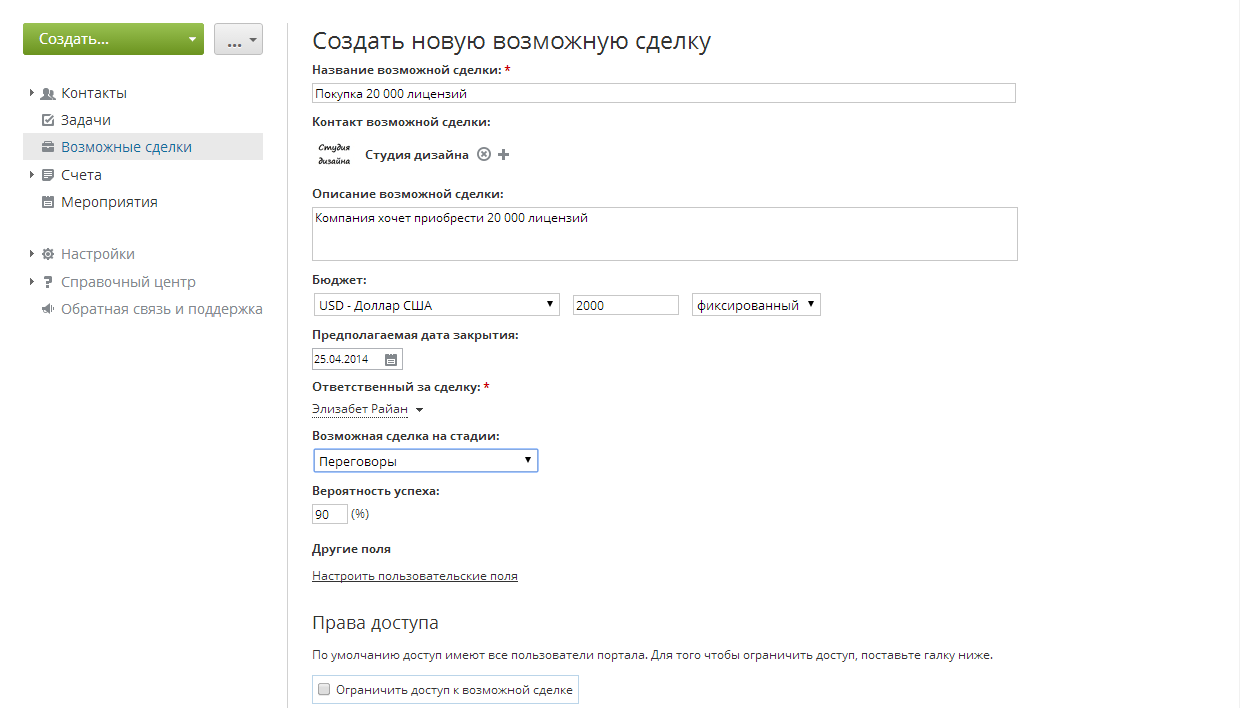 Создать...
...
Контакты
Задачи
Возможные сделки
Счета
Мероприятия
Настройки
Справочный центр
Обратная связь и поддержка
Создать новую возможную сделку
Название возможной сделки: *
Покупка 20 000 лицензий
Контакт возможной сделки:
Студия
дизайна
Студия дизайна
Описание возможной сделки:
Компания хочет приобрести 20 000 лицензий
Бюджет:
USD - Доллар США 2000 фиксированный
Предполагаемая дата закрытия:
25.04.2014
Ответственный за сделку: *
Элизабет Райан
Возможная сделка на стадии:
Переговоры
Вероятность успеха:
90 (%)
Другие поля
Настроить пользовательские поля
Права доступа
По умолчанию доступ имеют все пользователи портала. Для того чтобы ограничить доступ, поставьте галку ниже.
Ограничить доступ к возможной сделке